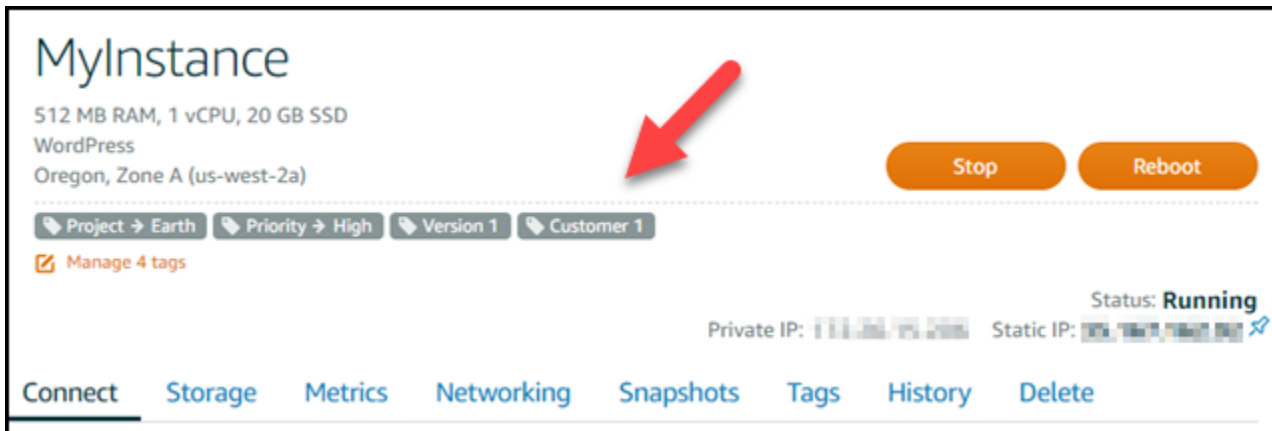 MyInstance
512 MB RAM, 1 vCPU, 20 GB SSD
WordPress
Oregon, Zone A (us-west-2a)
Stop Reboot
Project → Earth Priority → High Version 1 Customer 1
Manage 4 tags
Status: Running
Private IP: Static IP:
Connect Storage Metrics Networking Snapshots Tags History Delete